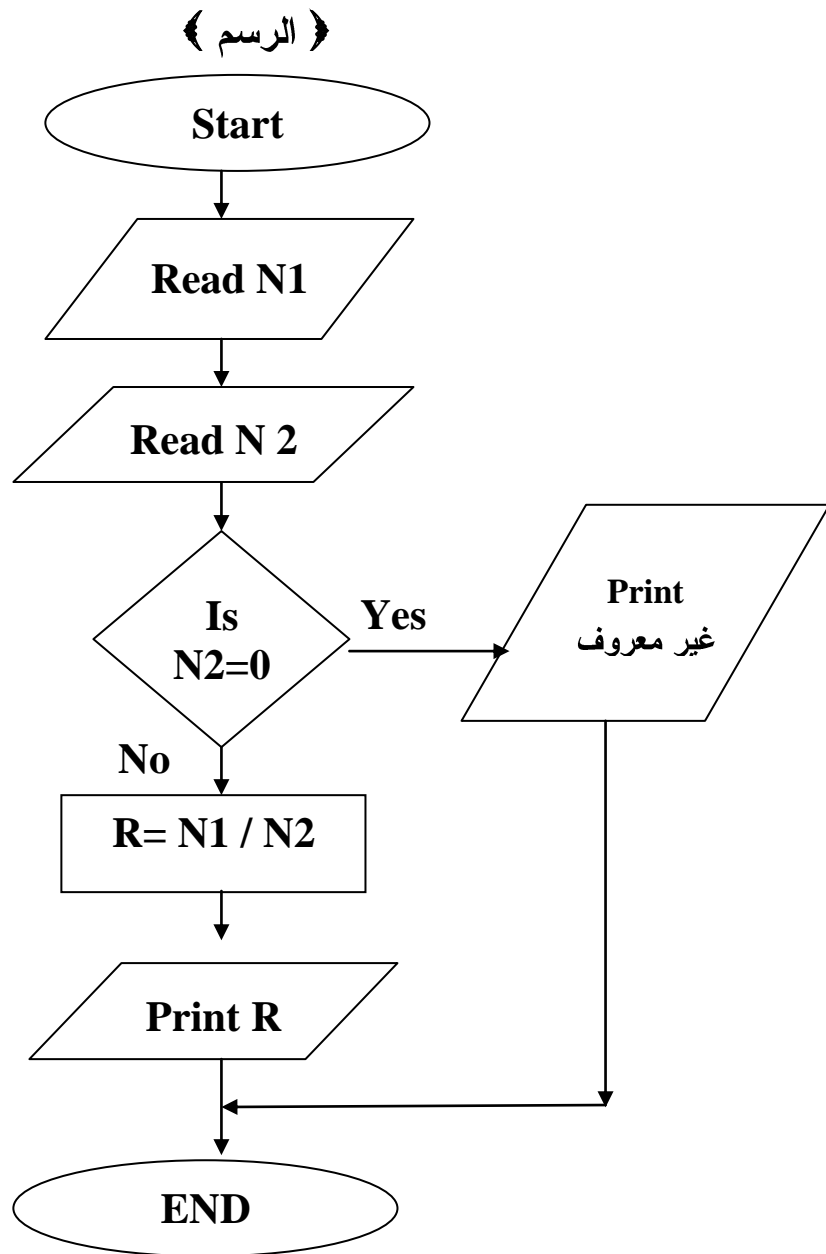 ﴿ الرسم ﴾
Start
Read N1
Read N 2
Is
N2=0
Yes
Print
غير معروف
No
R= N1 / N2
Print R
END